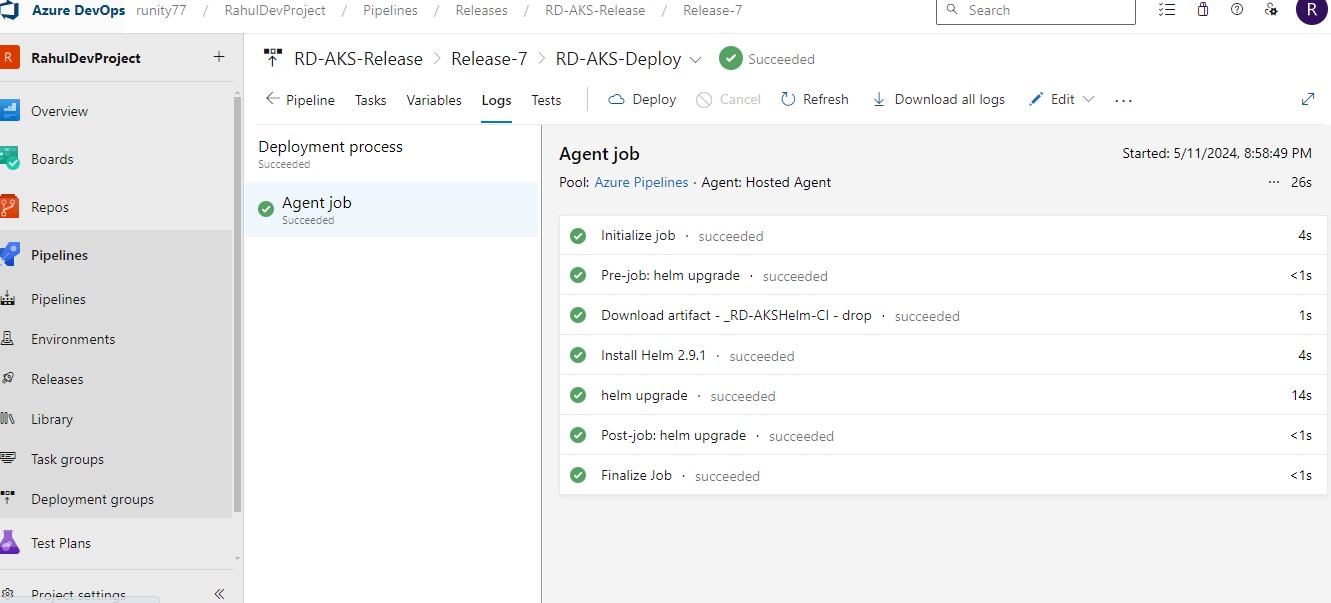 Azure DevOps runity77 / RahulDevProject / Pipelines / Releases / RD-AKS-Release / Release-7 Search R
R RahulDevProject +
Overview
Boards
Repos
Pipelines
Pipelines
Environments
Releases
Library
Task groups
Deployment groups
Test Plans
Project settings
RD-AKS-Release > Release-7 > RD-AKS-Deploy Succeeded
Pipeline Tasks Variables Logs Tests Deploy Cancel Refresh Download all logs Edit ...
Deployment process
Succeeded
Agent job
Succeeded
Agent job Started: 5/11/2024, 8:58:49 PM
Pool: Azure Pipelines · Agent: Hosted Agent ... 26s
Initialize job · succeeded 4s
Pre-job: helm upgrade · succeeded <1s
Download artifact - _RD-AKSHelm-CI - drop · succeeded 1s
Install Helm 2.9.1 · succeeded 4s
helm upgrade · succeeded 14s
Post-job: helm upgrade · succeeded <1s
Finalize Job · succeeded <1s